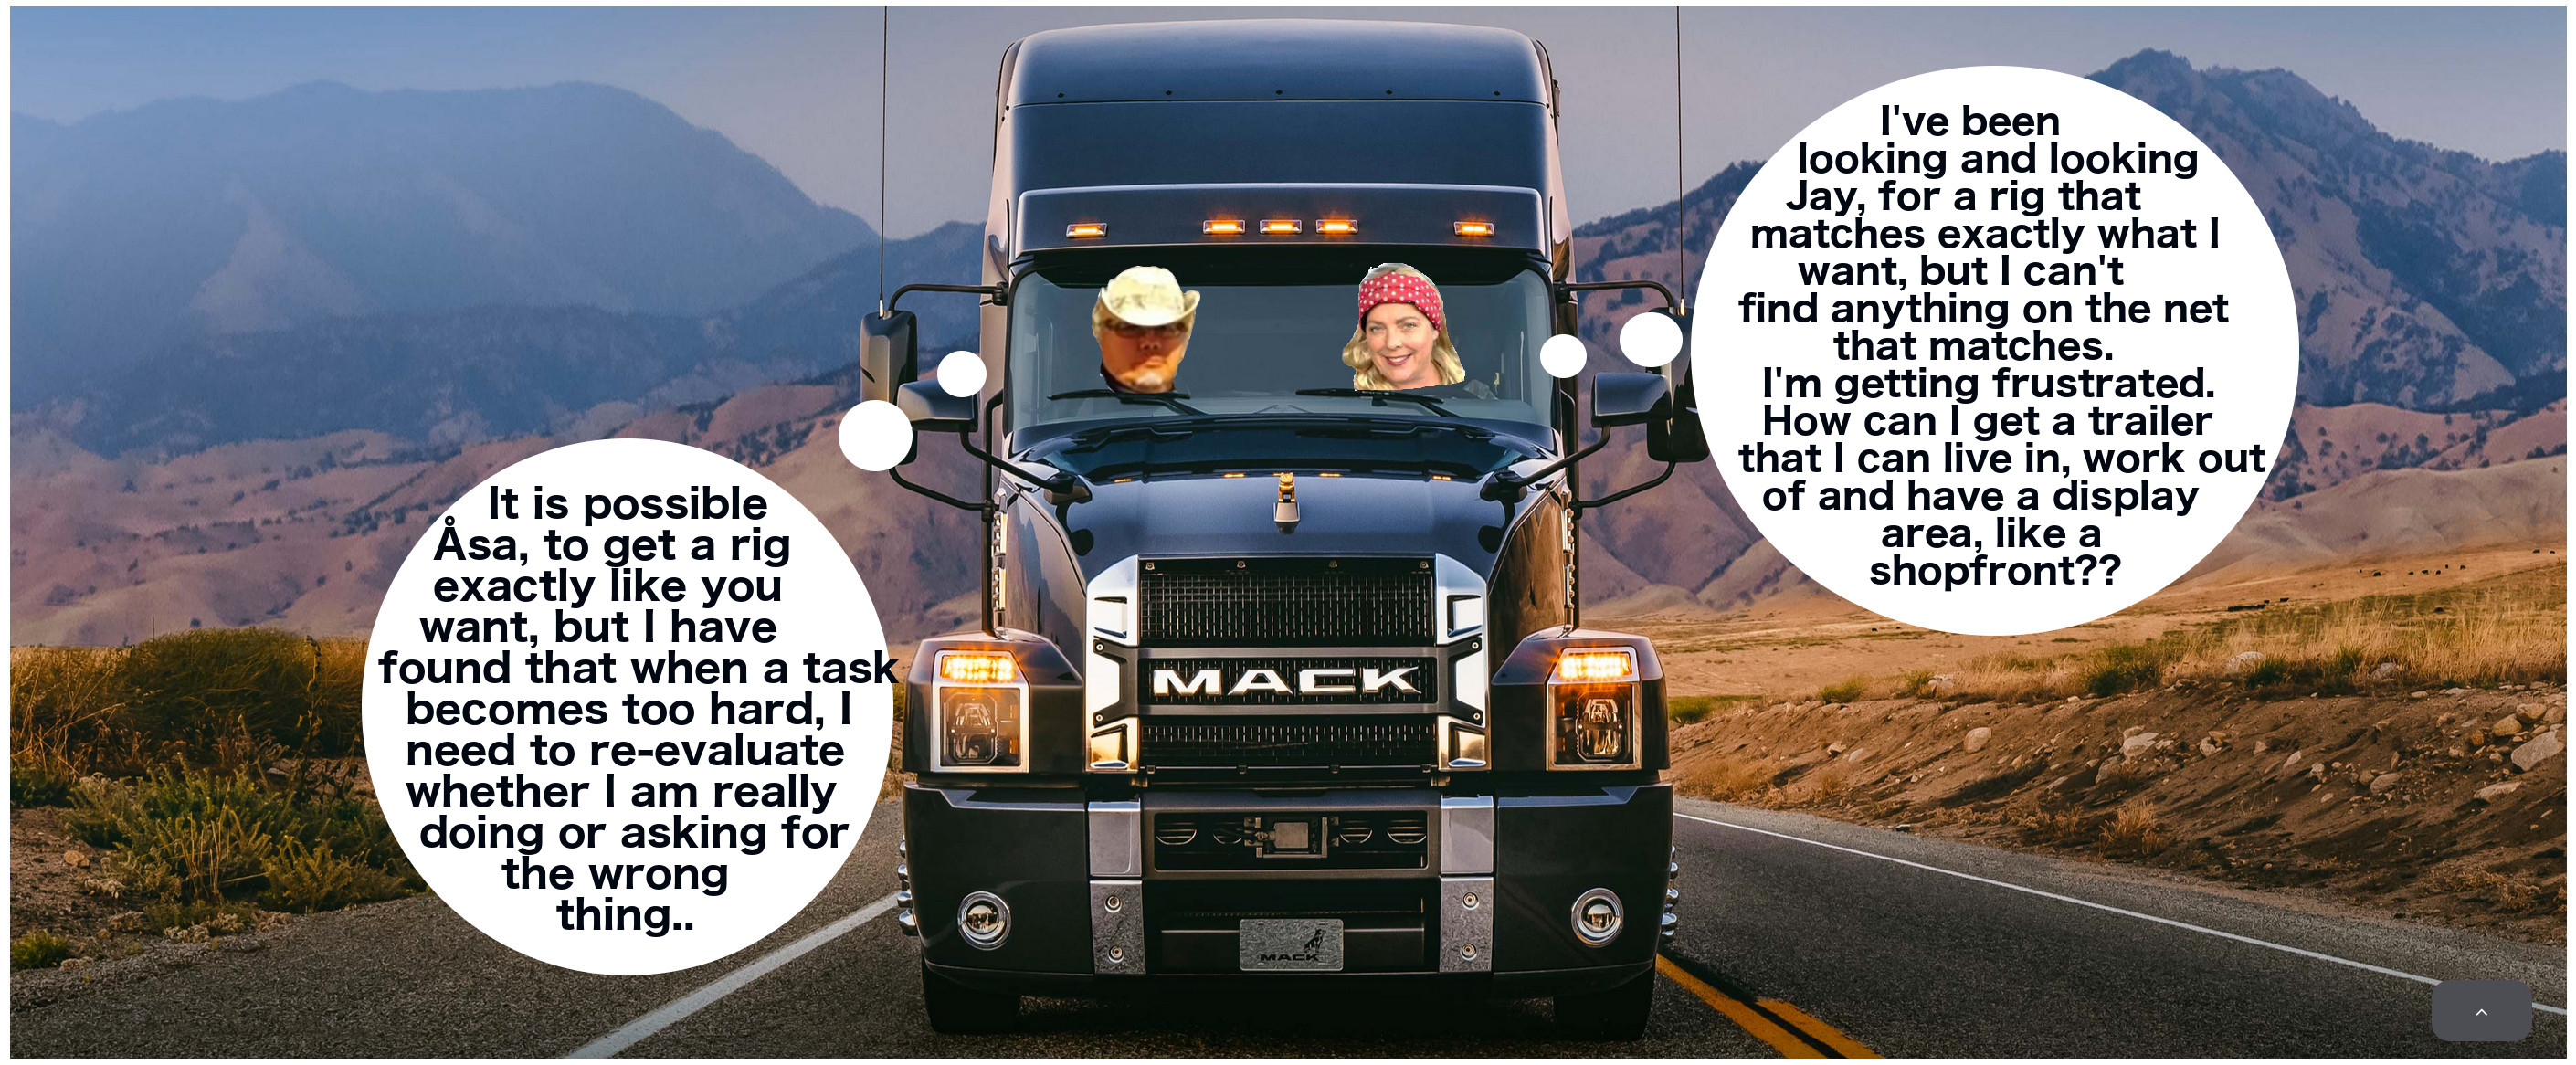 I've been
looking and looking
Jay, for a rig that
matches exactly what I
want, but I can't
find anything on the net
that matches.
I'm getting frustrated.
How can I get a trailer
that I can live in, work out
of and have a display
area, like a
shopfront??
It is possible
Åsa, to get a rig
exactly like you
want, but I have
found that when a task
becomes too hard, I
need to re-evaluate
whether I am really
doing or asking for
the wrong
thing..
MACK
MACK